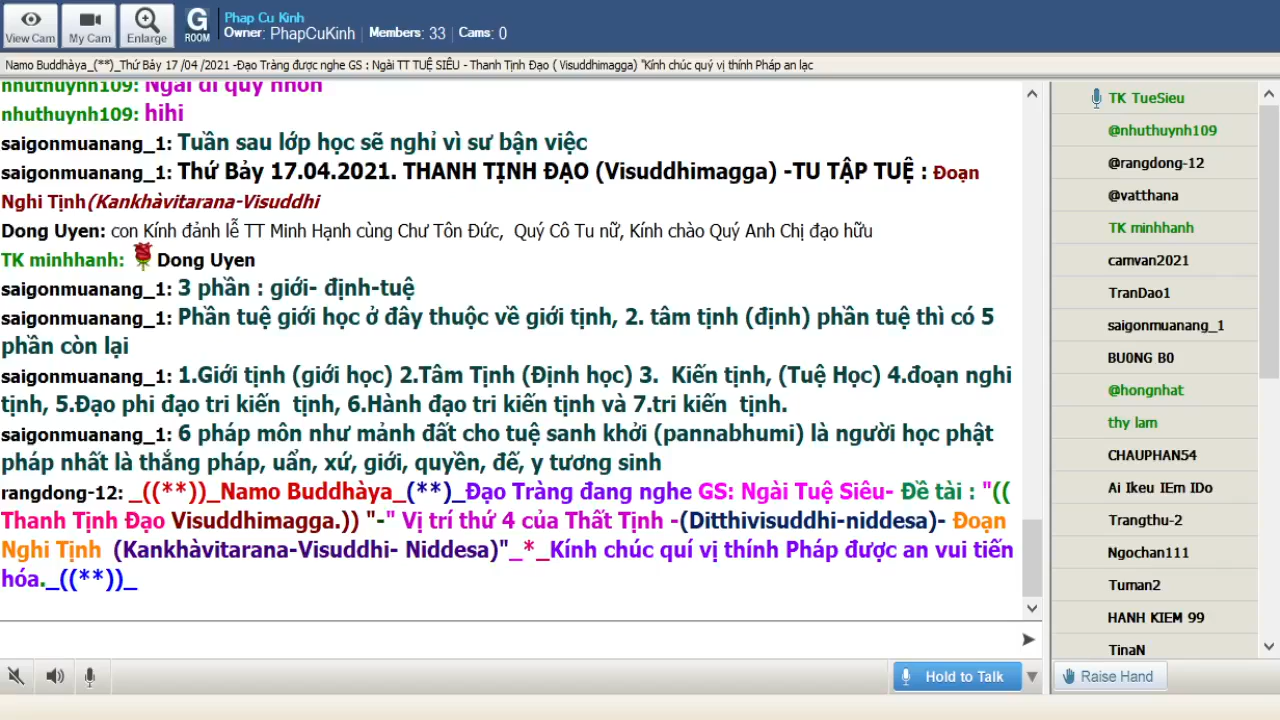 View Cam
My Cam
Enlarge
G
ROOM
Phap Cu Kinh
Owner: PhapCuKinh | Members: 33 | Cams: 0
Namo Buddhàya_(**)_Thứ Bảy 17 /04 /2021 -Đạo Tràng được nghe GS : Ngài TT TUỆ SIÊU - Thanh Tịnh Đạo ( Visuddhimagga) "Kính chúc quý vị thính Pháp an lạc
nhuthuynh109: Ngài đi quý nhơn
nhuthuynh109: hihi
saigonmuanang_1: Tuần sau lớp học sẽ nghỉ vì sư bận việc
saigonmuanang_1: Thứ Bảy 17.04.2021. THANH TỊNH ĐẠO (Visuddhimagga) -TU TẬP TUỆ : Đoạn
Nghi Tịnh(Kankhàvitarana-Visuddhi
Dong Uyen: con Kính đảnh lễ TT Minh Hạnh cùng Chư Tôn Đức, Quý Cô Tu nữ, Kính chào Quý Anh Chị đạo hữu
TK minhhanh: Dong Uyen
saigonmuanang_1: 3 phần : giới- định-tuệ
saigonmuanang_1: Phần tuệ giới học ở đây thuộc về giới tịnh, 2. tâm tịnh (định) phần tuệ thì có 5
phần còn lại
saigonmuanang_1: 1.Giới tịnh (giới học) 2.Tâm Tịnh (Định học) 3. Kiến tịnh, (Tuệ Học) 4.đoạn nghi
tịnh, 5.Đạo phi đạo tri kiến tịnh, 6.Hành đạo tri kiến tịnh và 7.tri kiến tịnh.
saigonmuanang_1: 6 pháp môn như mảnh đất cho tuệ sanh khởi (pannabhumi) là người học phật
pháp nhất là thắng pháp, uẩn, xứ, giới, quyền, đế, y tương sinh
rangdong-12: _((**))_Namo Buddhàya_(**)_Đạo Tràng đang nghe GS: Ngài Tuệ Siêu- Đề tài : "((
Thanh Tịnh Đạo Visuddhimagga.)) "-" Vị trí thứ 4 của Thất Tịnh -(Ditthivisuddhi-niddesa)- Đoạn
Nghi Tịnh (Kankhàvitarana-Visuddhi- Niddesa)"_*_Kính chúc quí vị thính Pháp được an vui tiến
hóa._((**))_
Hold to Talk
TK TueSieu
@nhuthuynh109
@rangdong-12
@vatthana
TK minhhanh
camvan2021
TranDao1
saigonmuanang_1
BU0NG B0
@hongnhat
thy lam
CHAUPHAN54
Ai Ikeu IEm IDo
Trangthu-2
Ngochan111
Tuman2
HANH KIEM 99
TinaN
Raise Hand